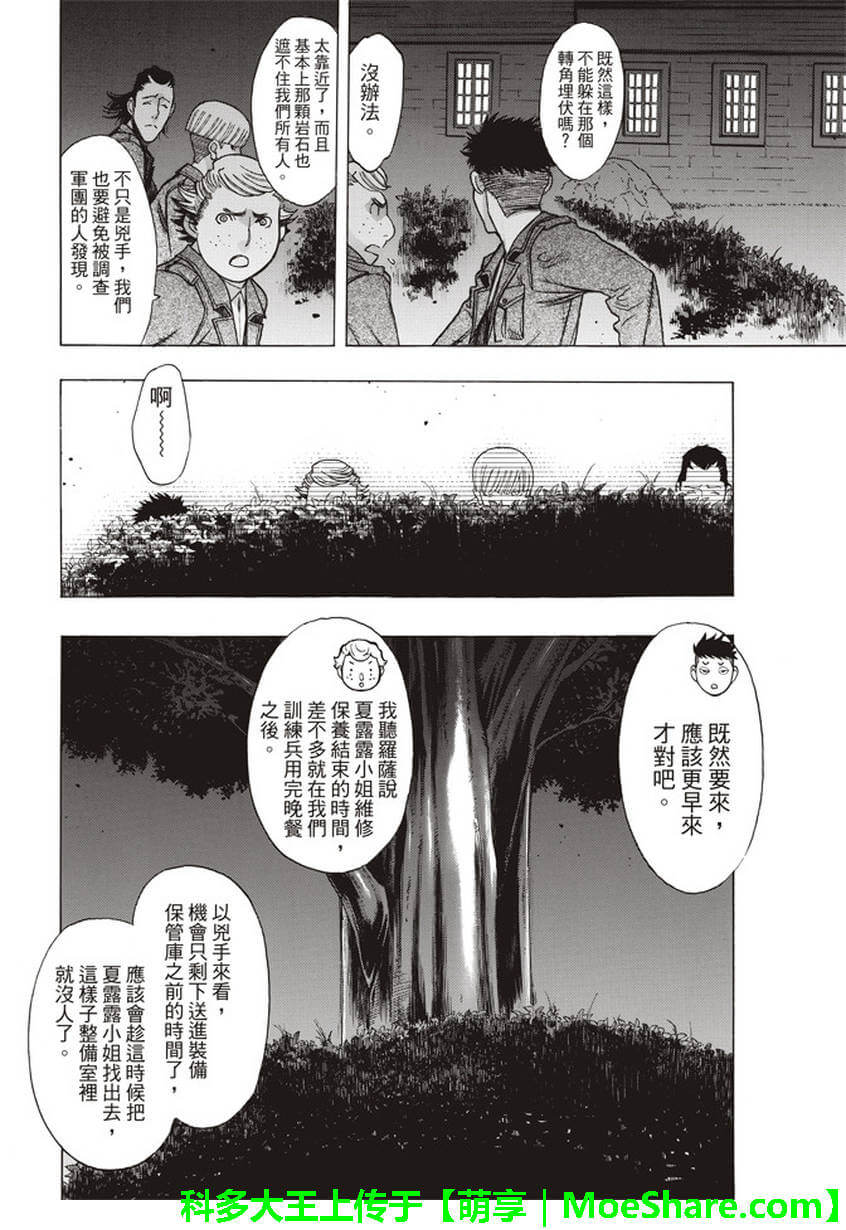 既然這樣，
不能躲在那個
轉角埋伏嗎？
沒辦法。
太靠近了，而且
基本上那顆岩石也
遮不住我們所有人。
不只是兇手，我們
也要避免被調查
軍團的人發現。
啊~~~~~
既然要來，
應該更早來
才對吧。
我聽羅薩說
夏露露小姐維修
保養結束的時間，
差不多就在我們
訓練兵用完晚餐
之後。
以兇手來看，
機會只剩下送進裝備
保管庫之前的時間了，
應該會趁這時候把
夏露露小姐找出去，
這樣子整備室裡
就沒人了。
科多大王上传于【萌享｜MoeShare.com】